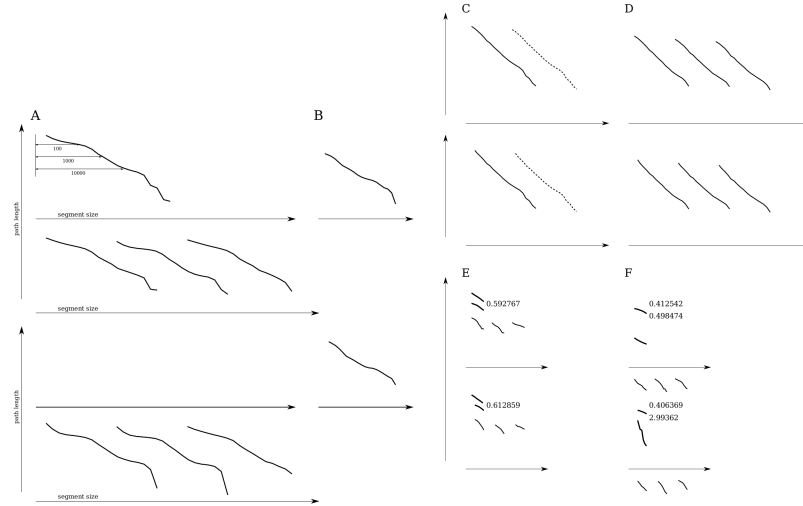 C
D
A
B
100
1000
10000
path length
segment size
segment size
path length
segment size
E
F
0.592767
0.412542
0.498474
0.612859
0.406369
2.99362